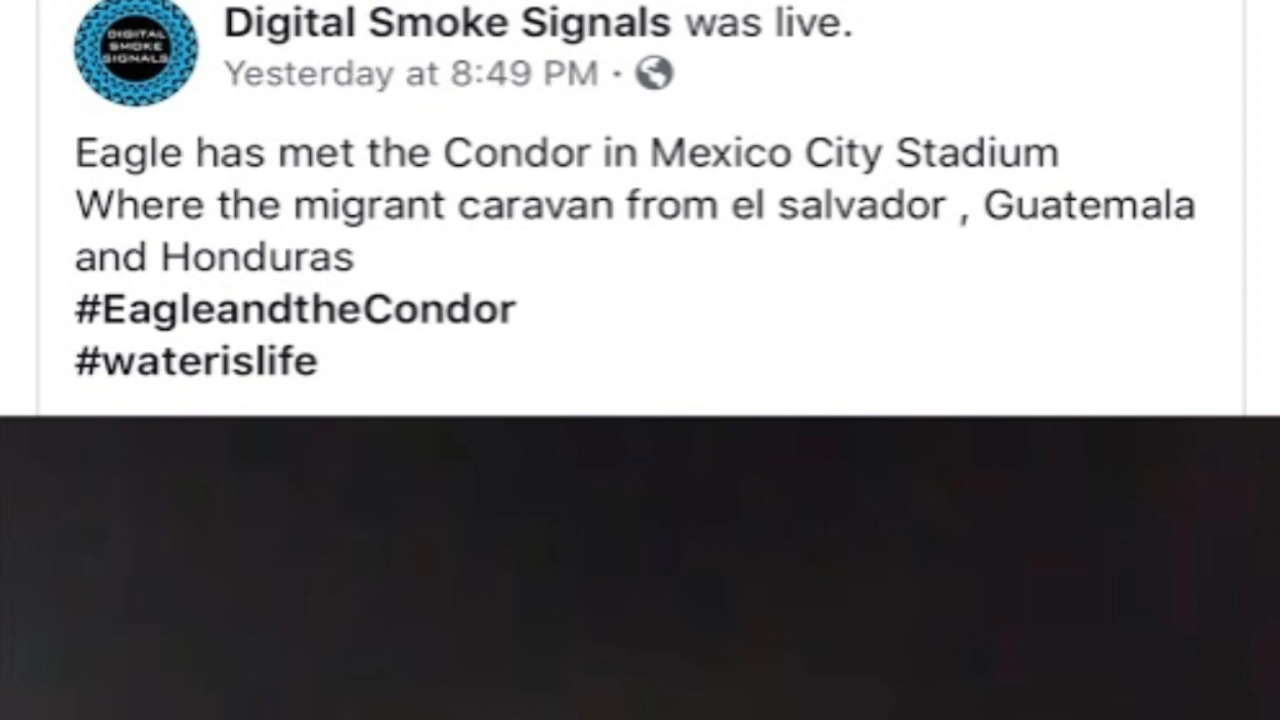 DIGITAL
SMOKE
SIGNALS
Digital Smoke Signals was live.
Yesterday at 8:49 PM ·
Eagle has met the Condor in Mexico City Stadium
Where the migrant caravan from el salvador , Guatemala
and Honduras
#EagleandtheCondor
#waterislife